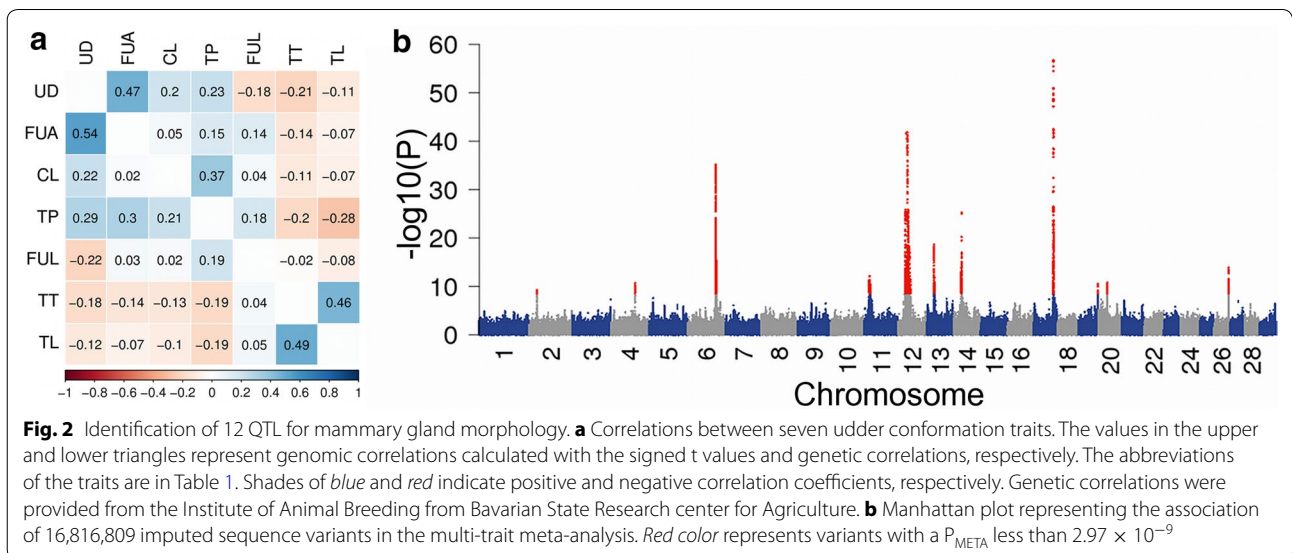 a
UD FUA CL TP FUL TT TL
UD 0.47 0.2 0.23 −0.18 −0.21 −0.11
FUA 0.54 0.05 0.15 0.14 −0.14 −0.07
CL 0.22 0.02 0.37 0.04 −0.11 −0.07
TP 0.29 0.3 0.21 0.18 −0.2 −0.28
FUL −0.22 0.03 0.02 0.19 −0.02 −0.08
TT −0.18 −0.14 −0.13 −0.19 0.04 0.46
TL −0.12 −0.07 −0.1 −0.19 0.05 0.49
−1 −0.8 −0.6 −0.4 −0.2 0 0.2 0.4 0.6 0.8 1
b
-log10(P)
60
50
40
30
20
10
0
1 2 3 4 5 6 7 8 9 10 11 12 13 14 15 16 18 20 22 24 26 28
Chromosome
Fig. 2 Identification of 12 QTL for mammary gland morphology. a Correlations between seven udder conformation traits. The values in the upper
and lower triangles represent genomic correlations calculated with the signed t values and genetic correlations, respectively. The abbreviations
of the traits are in Table 1. Shades of blue and red indicate positive and negative correlation coefficients, respectively. Genetic correlations were
provided from the Institute of Animal Breeding from Bavarian State Research center for Agriculture. b Manhattan plot representing the association
of 16,816,809 imputed sequence variants in the multi-trait meta-analysis. Red color represents variants with a PMETA less than 2.97 × 10−9